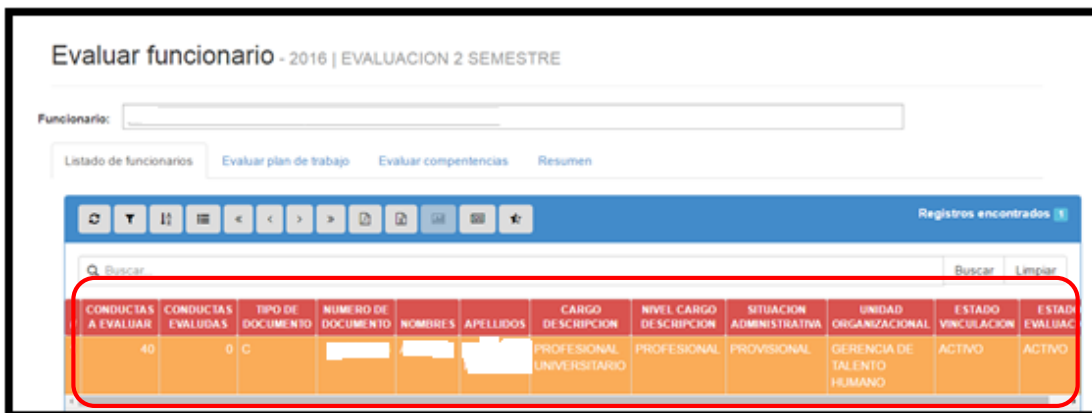 Evaluar funcionario - 2016 | EVALUACION 2 SEMESTRE
Funcionario:
Listado de funcionarios Evaluar plan de trabajo Evaluar compentencias Resumen
Registros encontrados 1
Buscar... Buscar Limpiar
CONDUCTAS A EVALUAR CONDUCTAS EVALUDAS TIPO DE DOCUMENTO NUMERO DE DOCUMENTO NOMBRES APELLIDOS CARGO DESCRIPCION NIVEL CARGO DESCRIPCION SITUACION ADMINISTRATIVA UNIDAD ORGANIZACIONAL ESTADO VINCULACION ESTAD EVALUAC
40 0 C PROFESIONAL UNIVERSITARIO PROFESIONAL PROVISIONAL GERENCIA DE TALENTO HUMANO ACTIVO ACTIVO